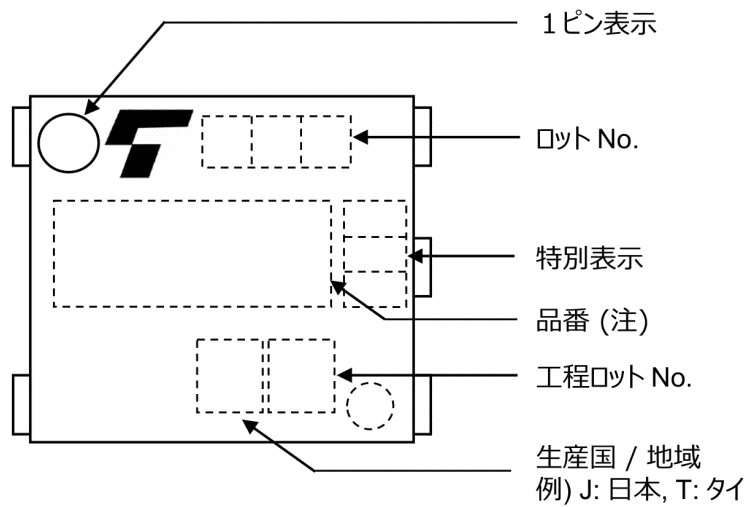 1ピン表示
ロット No.
特別表示
品番 (注)
工程ロット No.
生産国 / 地域
例) J: 日本, T: タイ